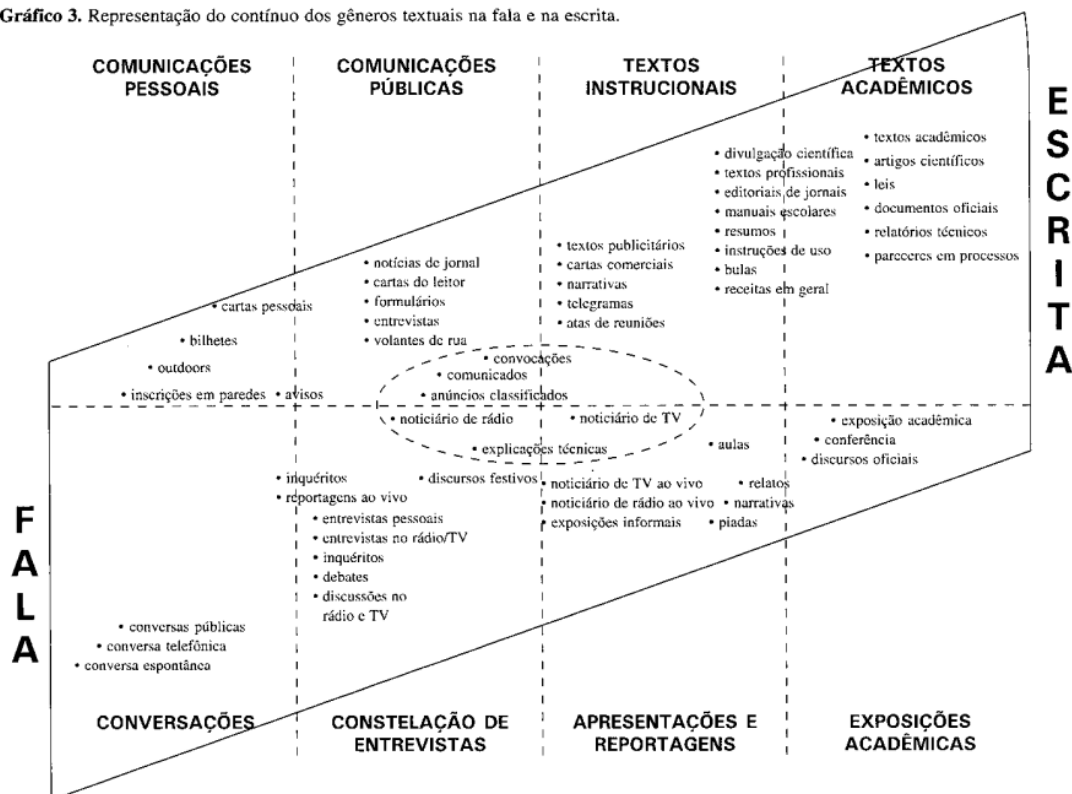 Gráfico 3. Representação do contínuo dos gêneros textuais na fala e na escrita.
COMUNICAÇÕES
PESSOAIS
COMUNICAÇÕES
PÚBLICAS
TEXTOS
INSTRUCIONAIS
TEXTOS
ACADÊMICOS
ESCRITA
• cartas pessoais
• bilhetes
• outdoors
• inscrições em paredes
• avisos
• notícias de jornal
• cartas do leitor
• formulários
• entrevistas
• volantes de rua
• convocações
• comunicados
• anúncios classificados
• textos publicitários
• cartas comerciais
• narrativas
• telegramas
• atas de reuniões
• divulgação científica
• textos profissionais
• editoriais de jornais
• manuais escolares
• resumos
• instruções de uso
• bulas
• receitas em geral
• textos acadêmicos
• artigos científicos
• leis
• documentos oficiais
• relatórios técnicos
• pareceres em processos
• noticiário de rádio
• noticiário de TV
• explicações técnicas
• aulas
• exposição acadêmica
• conferência
• discursos oficiais
FALA
• inquéritos
• reportagens ao vivo
• entrevistas pessoais
• entrevistas no rádio/TV
• inquéritos
• debates
• discussões no
rádio e TV
• discursos festivos
• noticiário de TV ao vivo
• noticiário de rádio ao vivo
• exposições informais
• relatos
• narrativas
• piadas
• conversas públicas
• conversa telefônica
• conversa espontânea
CONVERSAÇÕES
CONSTELAÇÃO DE
ENTREVISTAS
APRESENTAÇÕES E
REPORTAGENS
EXPOSIÇÕES
ACADÊMICAS